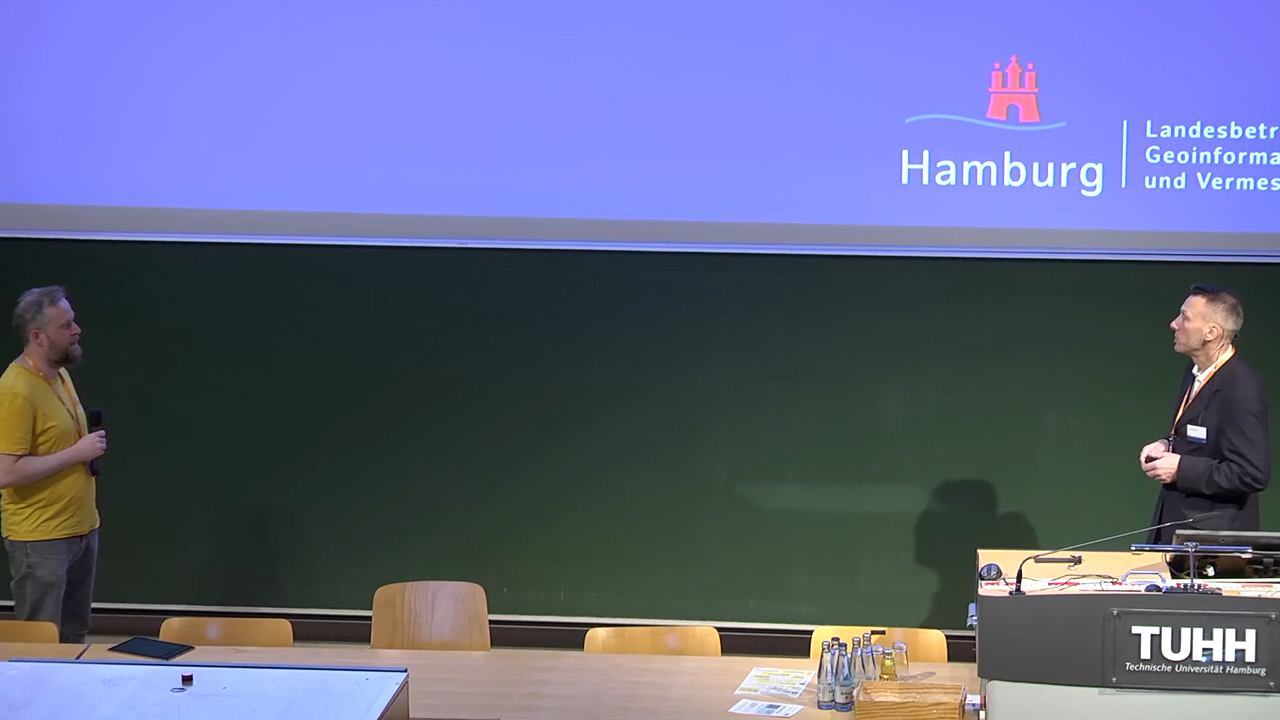 Hamburg
Landesbetr
Geoinforma
und Vermes
TUHH
Technische Universität Hamburg